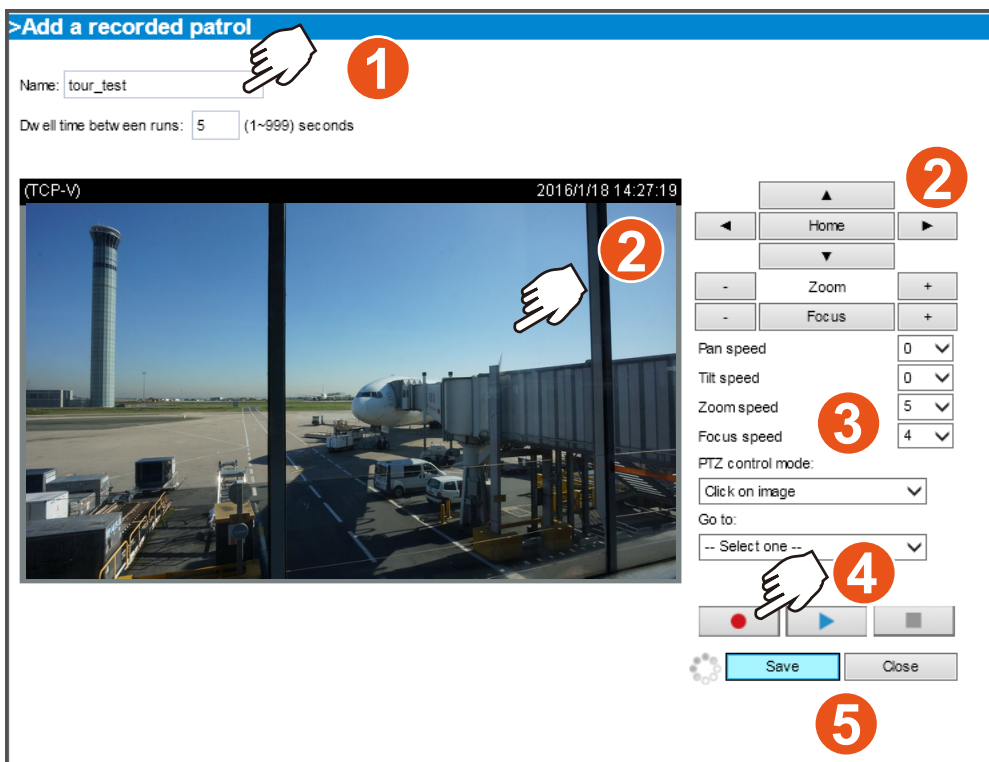 >Add a recorded patrol
1
Name: tour_test
Dwell time between runs: 5 (1~999) seconds
(TCP-V) 2016/1/18 14:27:19
2
2
Home
- Zoom +
- Focus +
Pan speed 0
Tilt speed 0
Zoom speed 5
3
Focus speed 4
PTZ control mode:
Click on image
Go to:
-- Select one --
4
Save Close
5